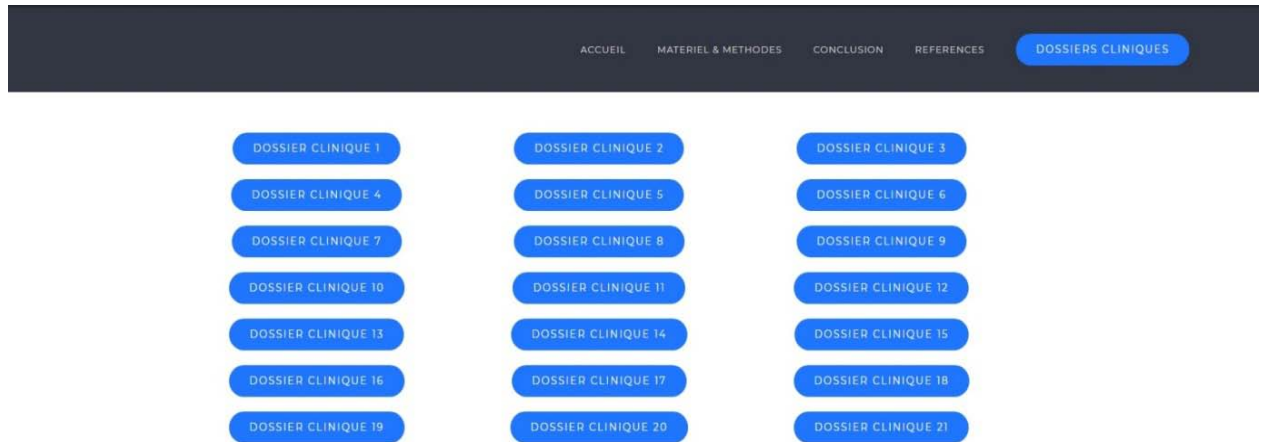 ACCUEIL MATERIEL & METHODES CONCLUSION REFERENCES DOSSIERS CLINIQUES
DOSSIER CLINIQUE 1 DOSSIER CLINIQUE 2 DOSSIER CLINIQUE 3
DOSSIER CLINIQUE 4 DOSSIER CLINIQUE 5 DOSSIER CLINIQUE 6
DOSSIER CLINIQUE 7 DOSSIER CLINIQUE 8 DOSSIER CLINIQUE 9
DOSSIER CLINIQUE 10 DOSSIER CLINIQUE 11 DOSSIER CLINIQUE 12
DOSSIER CLINIQUE 13 DOSSIER CLINIQUE 14 DOSSIER CLINIQUE 15
DOSSIER CLINIQUE 16 DOSSIER CLINIQUE 17 DOSSIER CLINIQUE 18
DOSSIER CLINIQUE 19 DOSSIER CLINIQUE 20 DOSSIER CLINIQUE 21